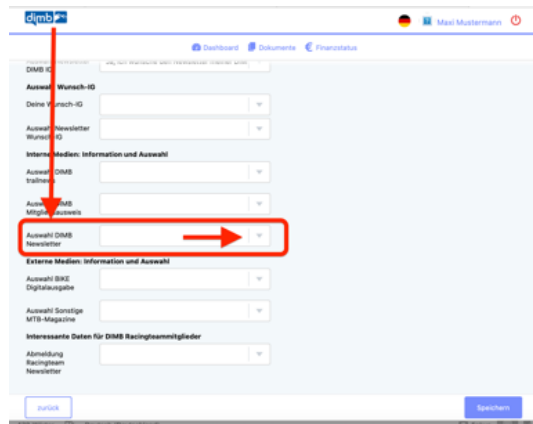 dimb
Maxi Mustermann
Dashboard Dokumente Finanzstatus
DIMB IG
Auswahl Wunsch-IG
Deine Wunsch-IG
Auswahl Newsletter
Wunsch-IG
Interne Medien: Information und Auswahl
Auswahl DIMB
trailnews
Auswahl DIMB
Mitgliedsausweis
Auswahl DIMB
Newsletter
Externe Medien: Information und Auswahl
Auswahl BIKE
Digitalausgabe
Auswahl Sonstige
MTB-Magazine
Interessante Daten für DIMB Racingteammitglieder
Abmeldung
Racingteam
Newsletter
zurück
Speichern